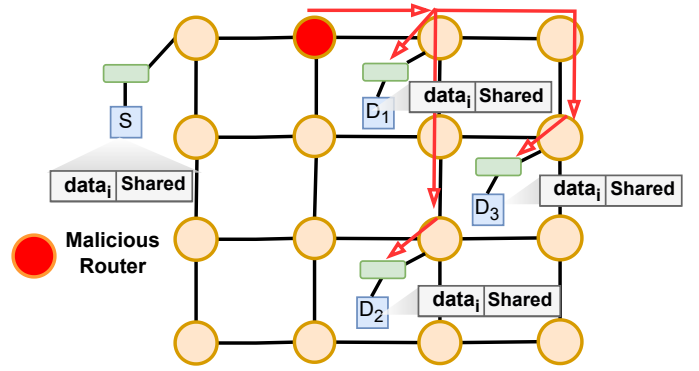 S
data_i Shared
Malicious
Router
D_1
data_i Shared
D_3
data_i Shared
D_2
data_i Shared